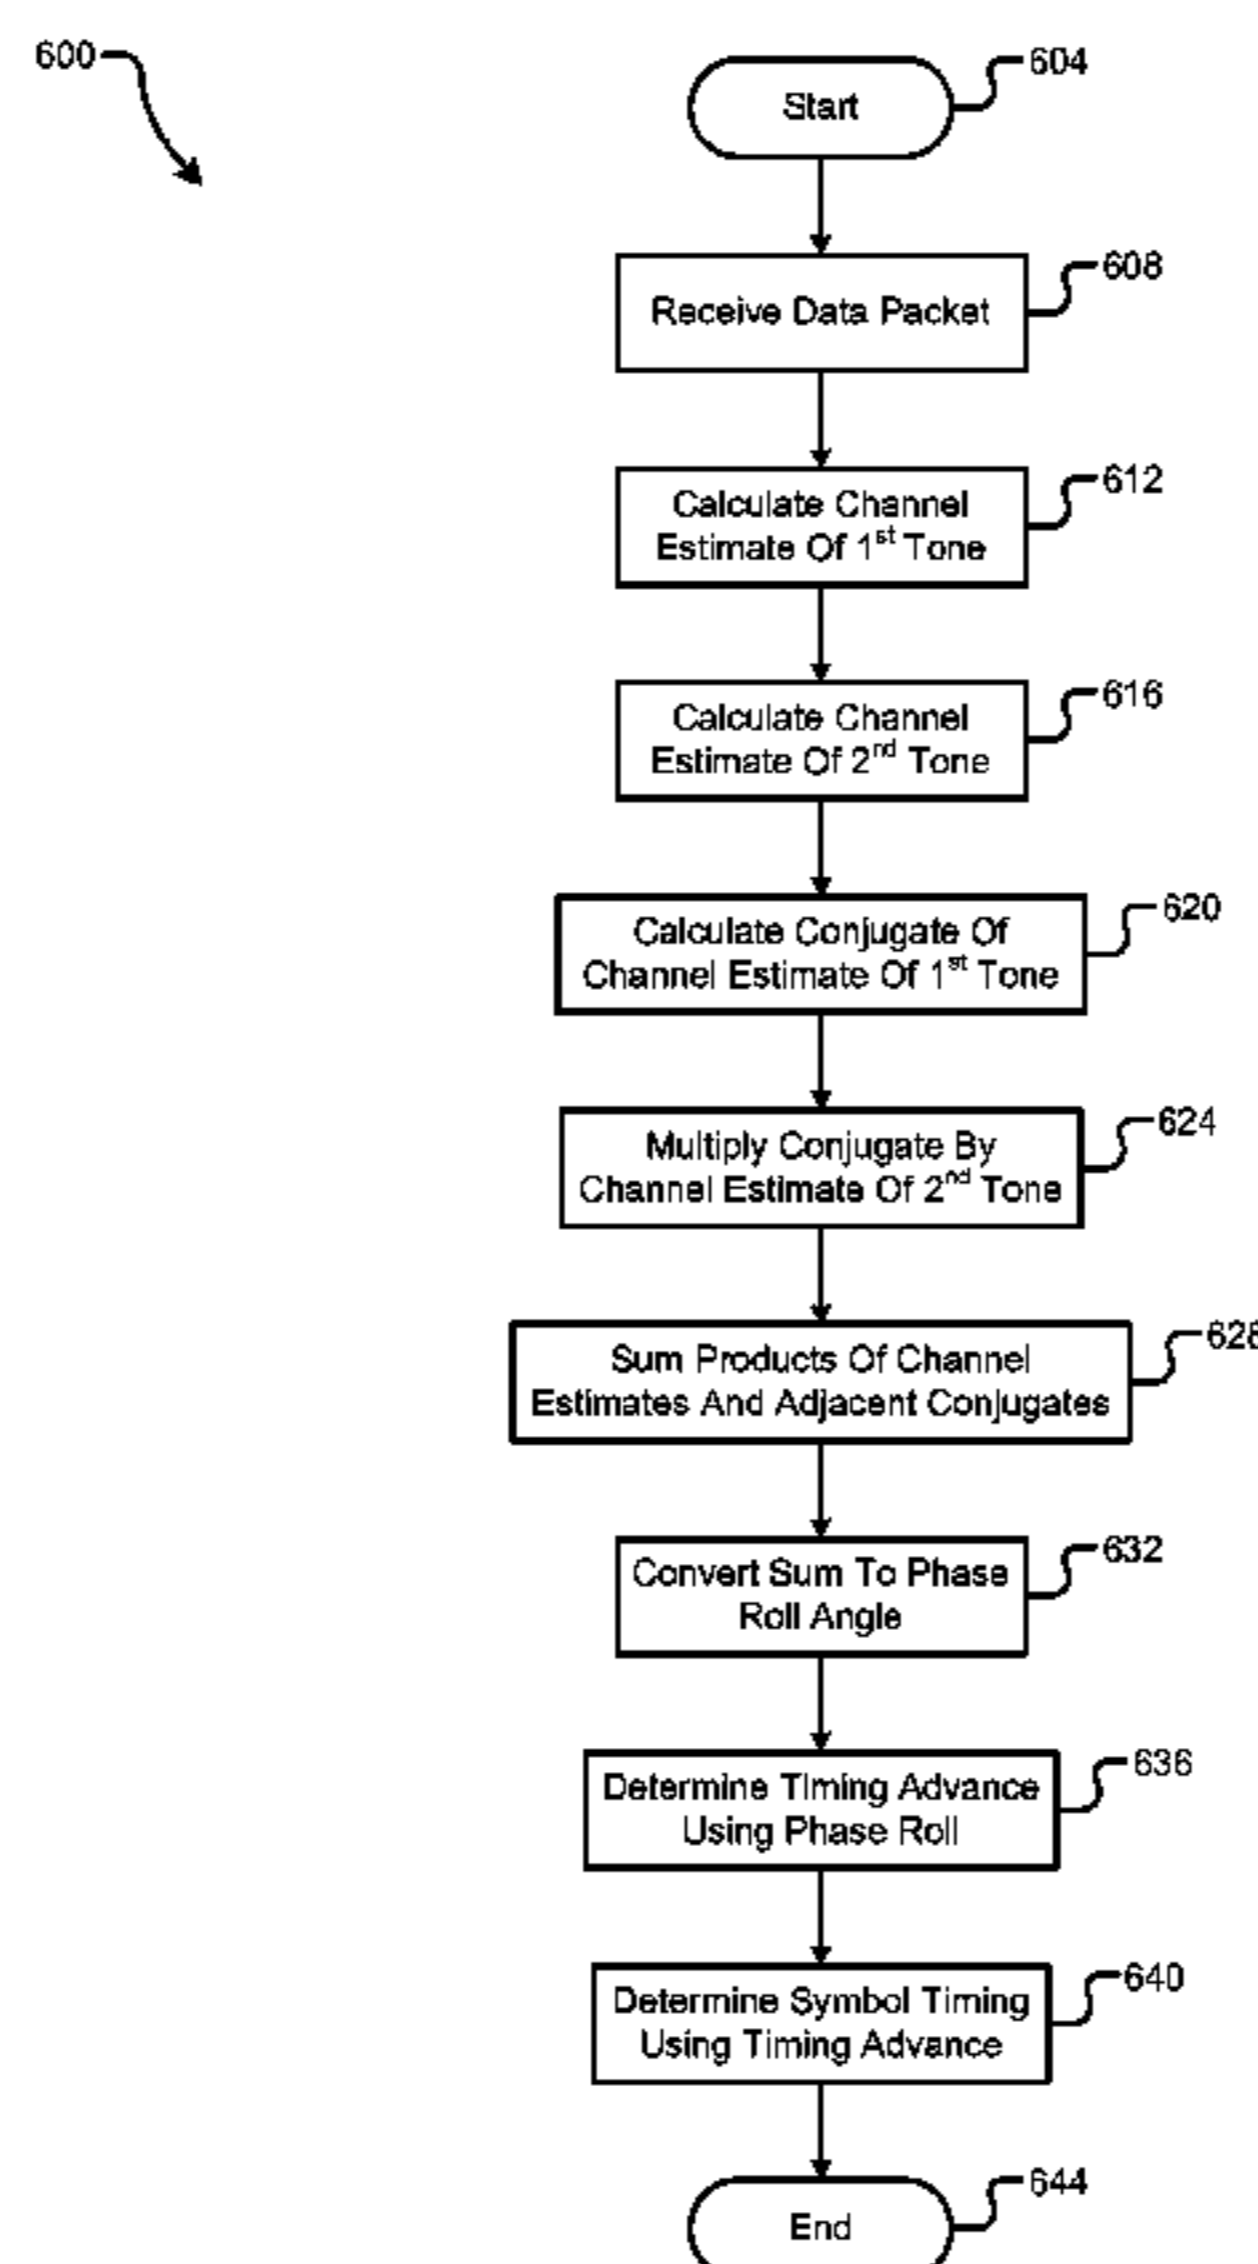 600
604
Start
608
Receive Data Packet
612
Calculate Channel
Estimate Of 1st Tone
616
Calculate Channel
Estimate Of 2nd Tone
620
Calculate Conjugate Of
Channel Estimate Of 1st Tone
624
Multiply Conjugate By
Channel Estimate Of 2nd Tone
628
Sum Products Of Channel
Estimates And Adjacent Conjugates
632
Convert Sum To Phase
Roll Angle
636
Determine Timing Advance
Using Phase Roll
640
Determine Symbol Timing
Using Timing Advance
644
End